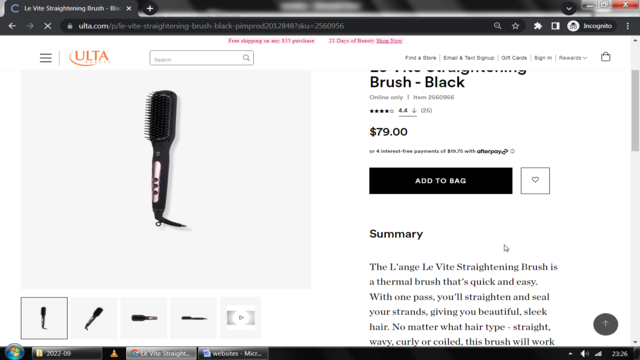 Le Vite Straightening Brush - Bla
Incognito
ulta.com/p/le-vite-straightening-brush-black-pimprod2012848?sku=2560956
Free shipping on any $35 purchase 21 Days of Beauty Shop Now
ULTA
BEAUTY
Search
Find a Store | Email & Text Signup | Gift Cards | Sign In | Rewards
Le Vite Straightening
Brush - Black
Online only | Item 2560956
4.4 (25)
$79.00
or 4 interest-free payments of $19.75 with afterpay
ADD TO BAG
Summary
The L'ange Le Vite Straightening Brush is
a thermal brush that's quick and easy.
With one pass, you'll straighten and seal
your strands, giving you beautiful, sleek
hair. No matter what hair type - straight,
wavy, curly or coiled, this brush will work
2022-09
Le Vite Straight...
websites - Micr...
23:26